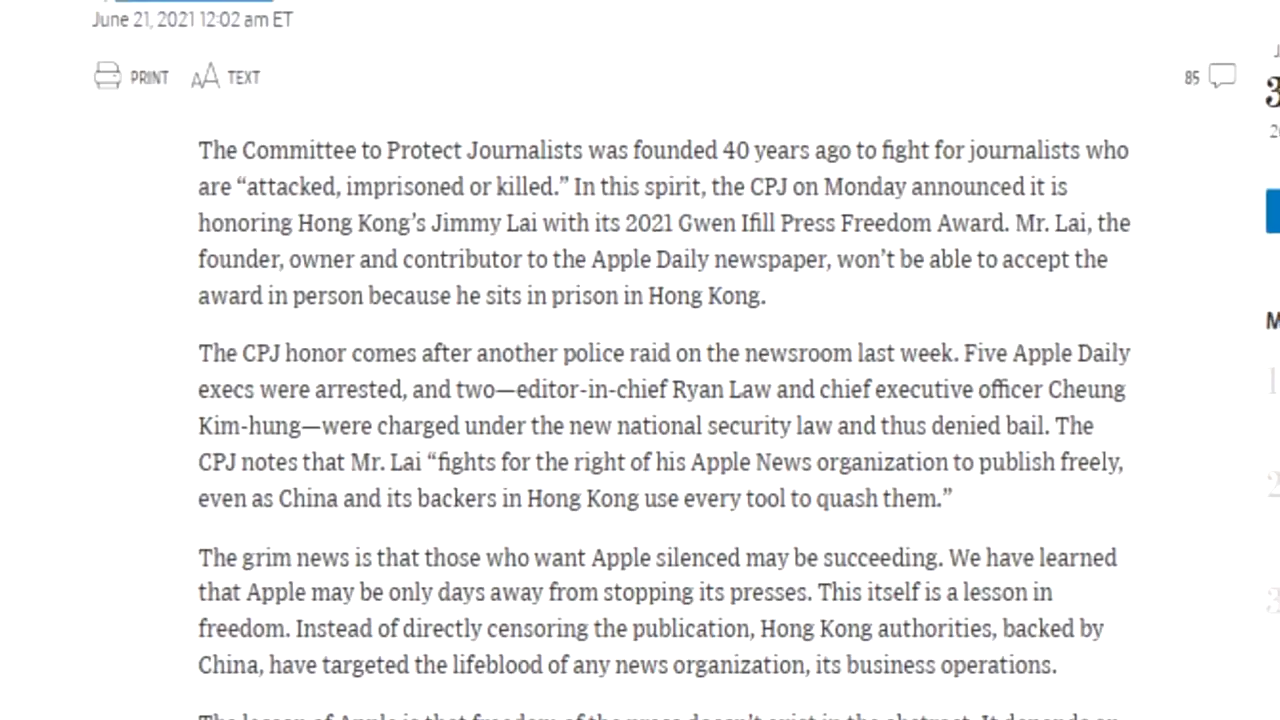 June 21, 2021 12:02 am ET
PRINT
TEXT
85
The Committee to Protect Journalists was founded 40 years ago to fight for journalists who
are “attacked, imprisoned or killed.” In this spirit, the CPJ on Monday announced it is
honoring Hong Kong’s Jimmy Lai with its 2021 Gwen Ifill Press Freedom Award. Mr. Lai, the
founder, owner and contributor to the Apple Daily newspaper, won’t be able to accept the
award in person because he sits in prison in Hong Kong.
The CPJ honor comes after another police raid on the newsroom last week. Five Apple Daily
execs were arrested, and two—editor-in-chief Ryan Law and chief executive officer Cheung
Kim-hung—were charged under the new national security law and thus denied bail. The
CPJ notes that Mr. Lai “fights for the right of his Apple News organization to publish freely,
even as China and its backers in Hong Kong use every tool to quash them.”
The grim news is that those who want Apple silenced may be succeeding. We have learned
that Apple may be only days away from stopping its presses. This itself is a lesson in
freedom. Instead of directly censoring the publication, Hong Kong authorities, backed by
China, have targeted the lifeblood of any news organization, its business operations.
3
M
1
2
3